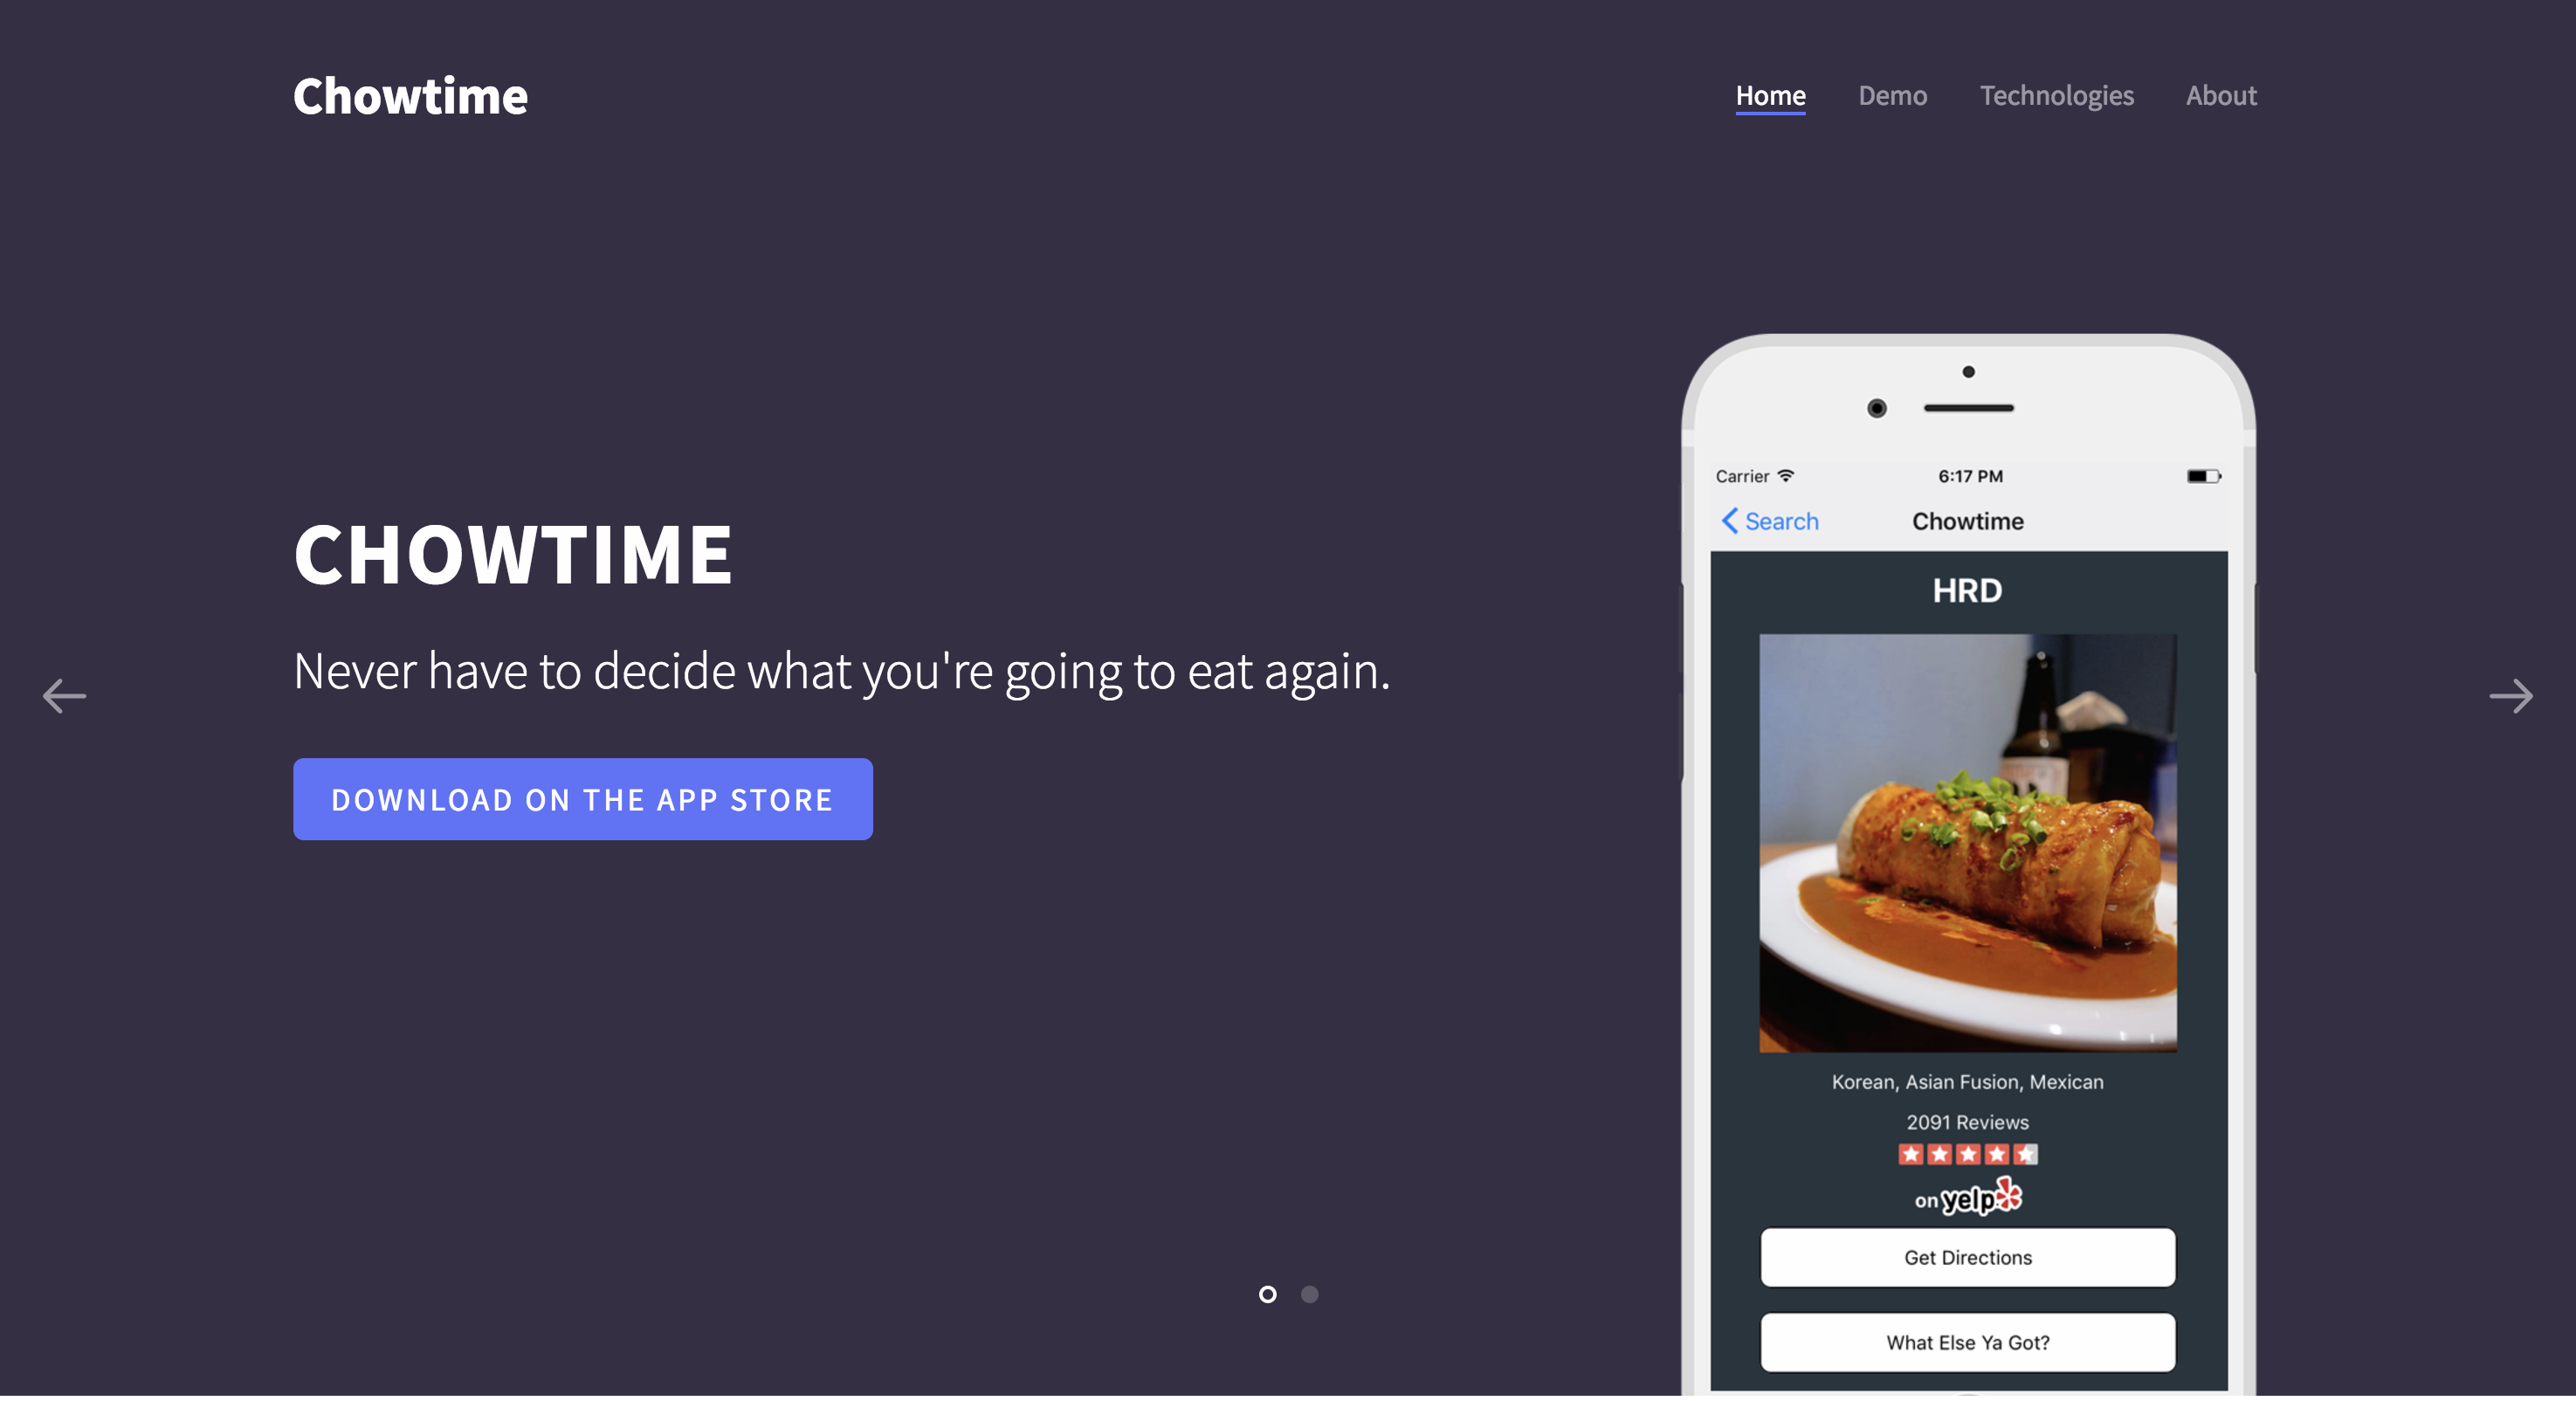 Chowtime
Home Demo Technologies About
CHOWTIME
Never have to decide what you're going to eat again.
DOWNLOAD ON THE APP STORE
Carrier 6:17 PM
Search Chowtime
HRD
Korean, Asian Fusion, Mexican
2091 Reviews
on yelp
Get Directions
What Else Ya Got?